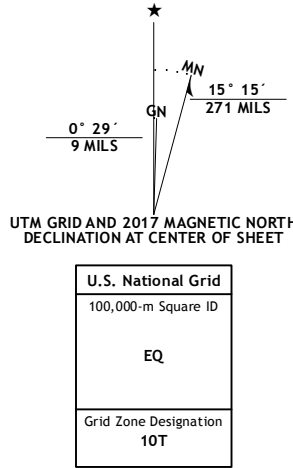 ★
MN
GN
15° 15´
271 MILS
0° 29´
9 MILS
UTM GRID AND 2017 MAGNETIC NORTH
DECLINATION AT CENTER OF SHEET
U.S. National Grid
100,000-m Square ID
EQ
Grid Zone Designation
10T